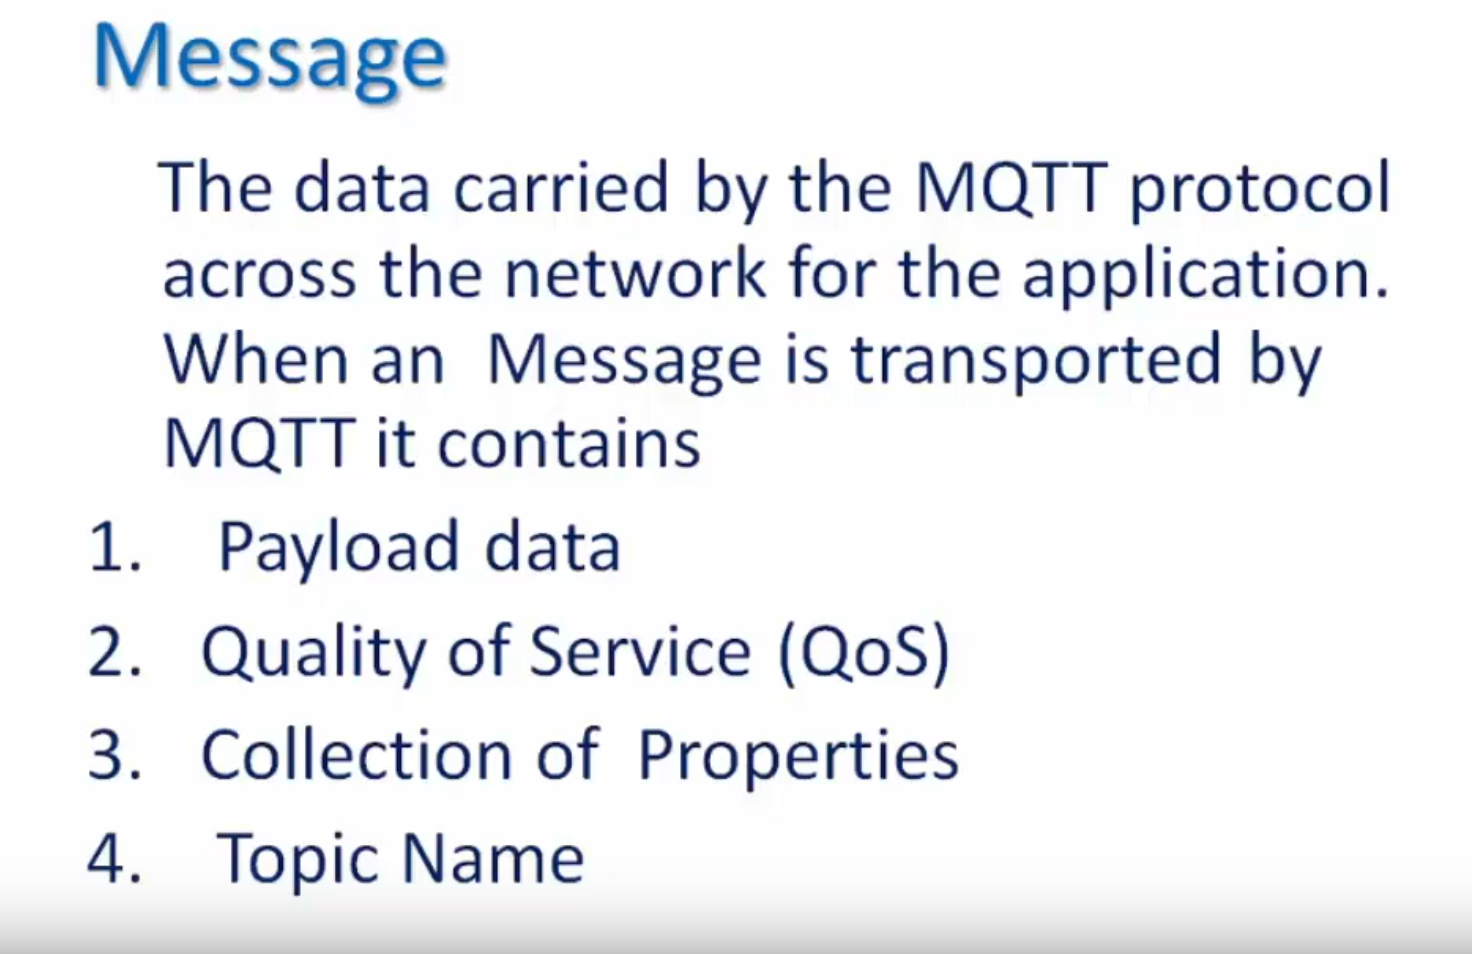 Message
The data carried by the MQTT protocol
across the network for the application.
When an Message is transported by
MQTT it contains
1. Payload data
2. Quality of Service (QoS)
3. Collection of Properties
4. Topic Name